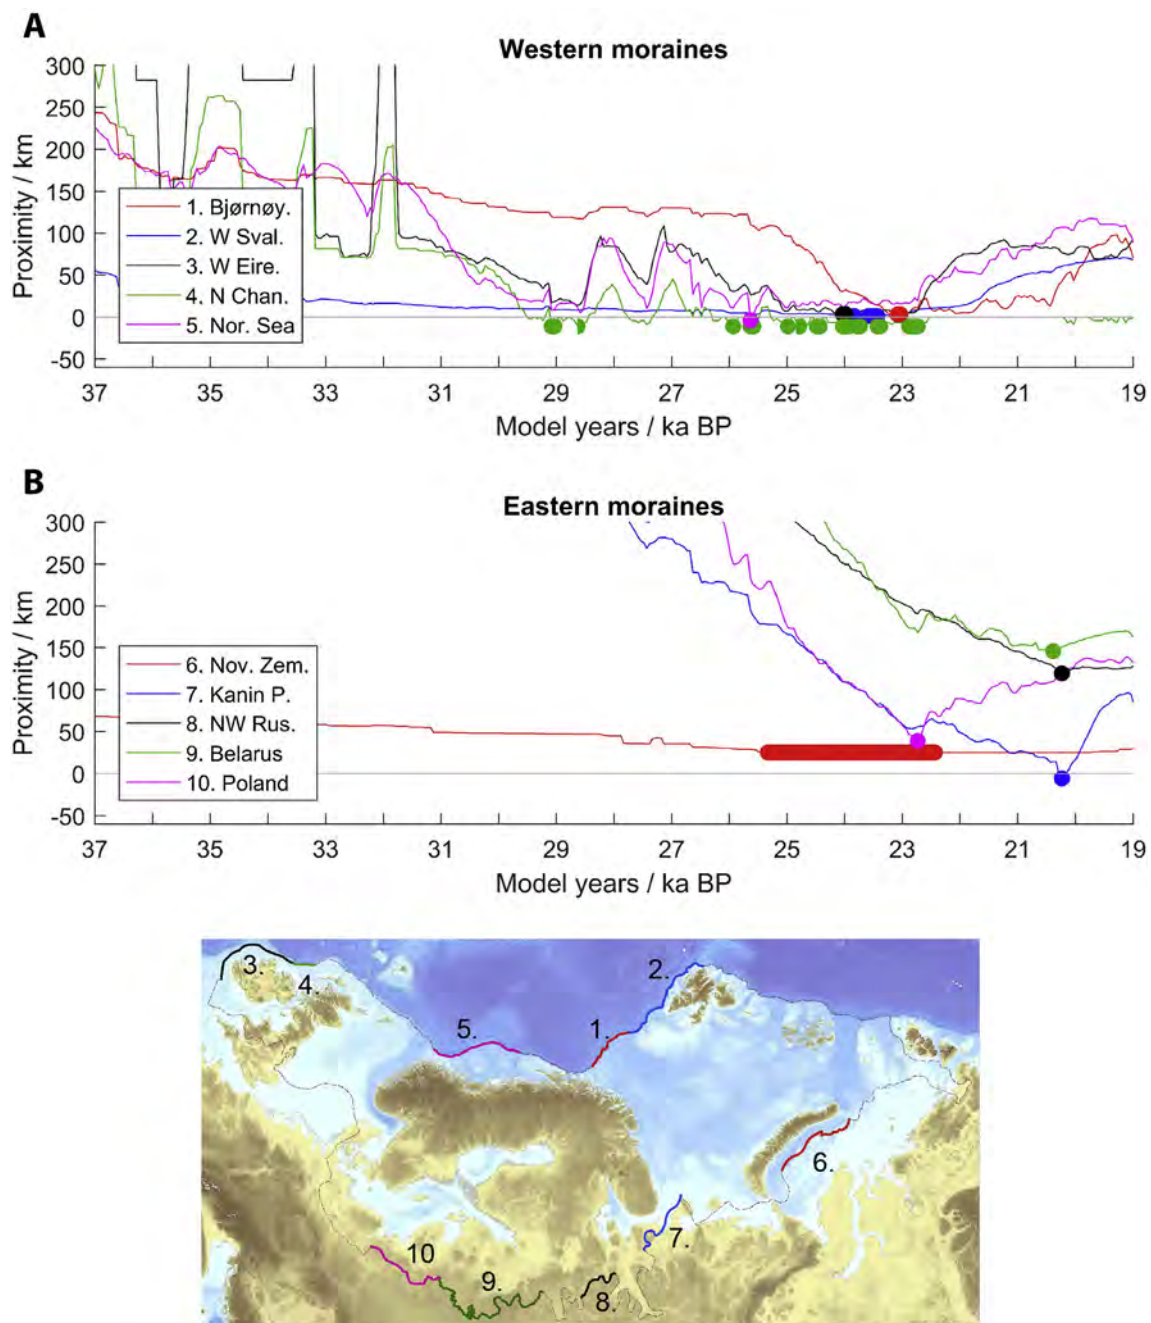 A
Western moraines
300
250
200
150
100
50
0
-50
Proximity / km
1. Bjørnøy.
2. W Sval.
3. W Eire.
4. N Chan.
5. Nor. Sea
37 35 33 31 29 27 25 23 21 19
Model years / ka BP
B
Eastern moraines
300
250
200
150
100
50
0
-50
Proximity / km
6. Nov. Zem.
7. Kanin P.
8. NW Rus.
9. Belarus
10. Poland
37 35 33 31 29 27 25 23 21 19
Model years / ka BP
3.
4.
5.
1.
2.
6.
7.
8.
9.
10